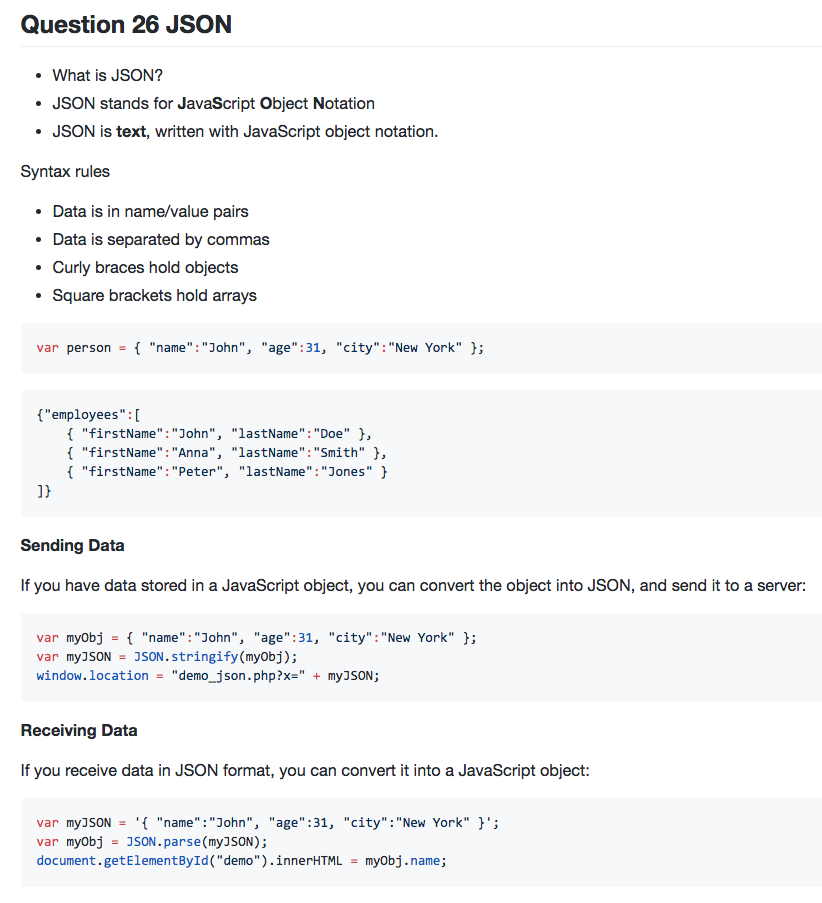 Question 26 JSON
• What is JSON?
• JSON stands for JavaScript Object Notation
• JSON is text, written with JavaScript object notation.
Syntax rules
• Data is in name/value pairs
• Data is separated by commas
• Curly braces hold objects
• Square brackets hold arrays
var person = { "name":"John", "age":31, "city":"New York" };
{"employees":[
    { "firstName":"John", "lastName":"Doe" },
    { "firstName":"Anna", "lastName":"Smith" },
    { "firstName":"Peter", "lastName":"Jones" }
]}
Sending Data
If you have data stored in a JavaScript object, you can convert the object into JSON, and send it to a server:
var myObj = { "name":"John", "age":31, "city":"New York" };
var myJSON = JSON.stringify(myObj);
window.location = "demo_json.php?x=" + myJSON;
Receiving Data
If you receive data in JSON format, you can convert it into a JavaScript object:
var myJSON = '{ "name":"John", "age":31, "city":"New York" }';
var myObj = JSON.parse(myJSON);
document.getElementById("demo").innerHTML = myObj.name;